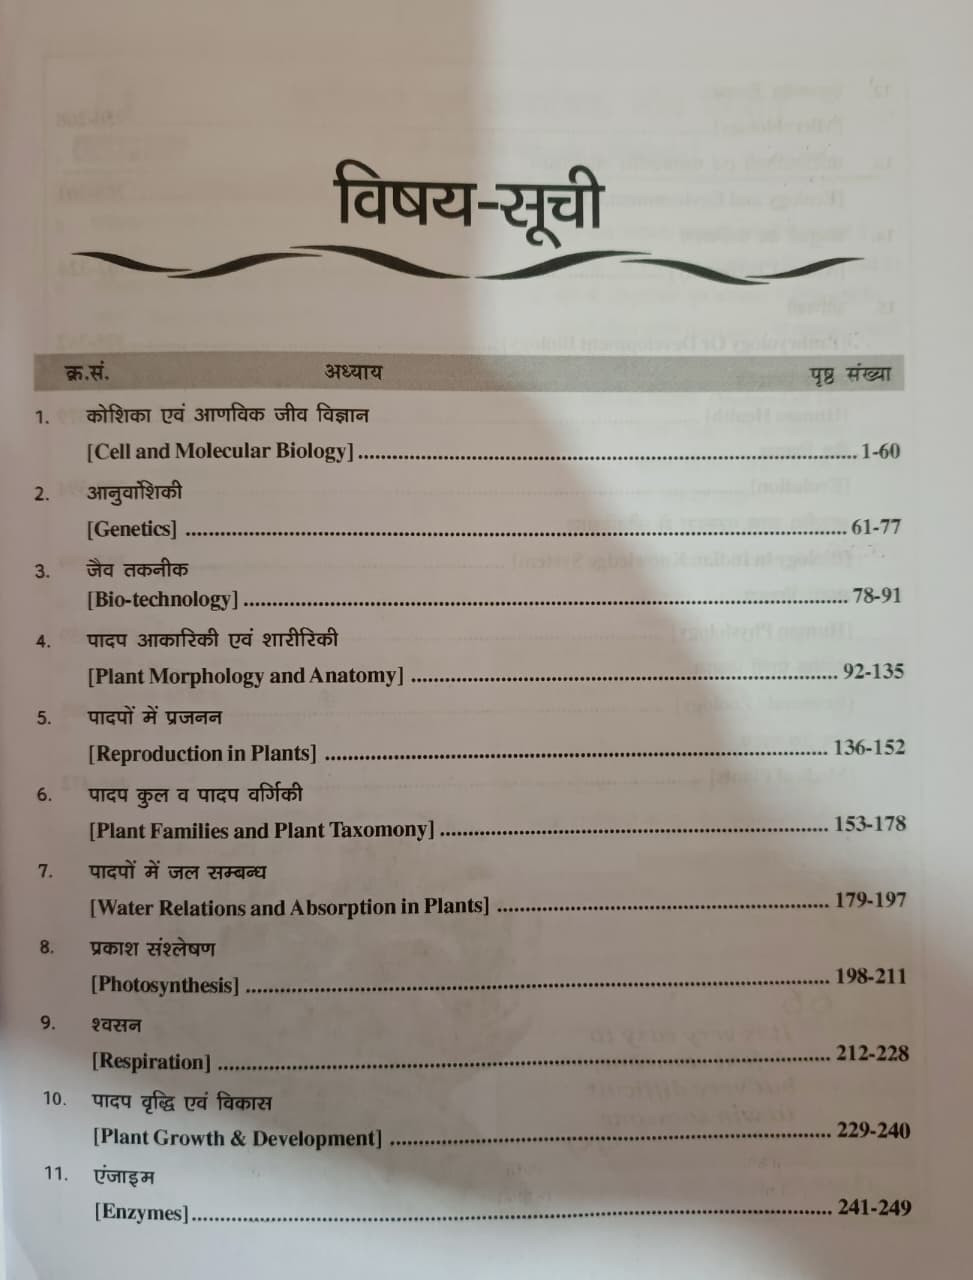 विषय-सूची
क्र.सं. अध्याय पृष्ठ संख्या
1. कोशिका एवं आणविक जीव विज्ञान
[Cell and Molecular Biology] 1-60
2. आनुवांशिकी
[Genetics] 61-77
3. जैव तकनीक
[Bio-technology] 78-91
4. पादप आकारिकी एवं शारीरिकी
[Plant Morphology and Anatomy] 92-135
5. पादपों में प्रजनन
[Reproduction in Plants] 136-152
6. पादप कुल व पादप वर्गिकी
[Plant Families and Plant Taxomony] 153-178
7. पादपों में जल सम्बन्ध
[Water Relations and Absorption in Plants] 179-197
8. प्रकाश संश्लेषण
[Photosynthesis] 198-211
9. श्वसन
[Respiration] 212-228
10. पादप वृद्धि एवं विकास
[Plant Growth & Development] 229-240
11. एंजाइम
[Enzymes] 241-249